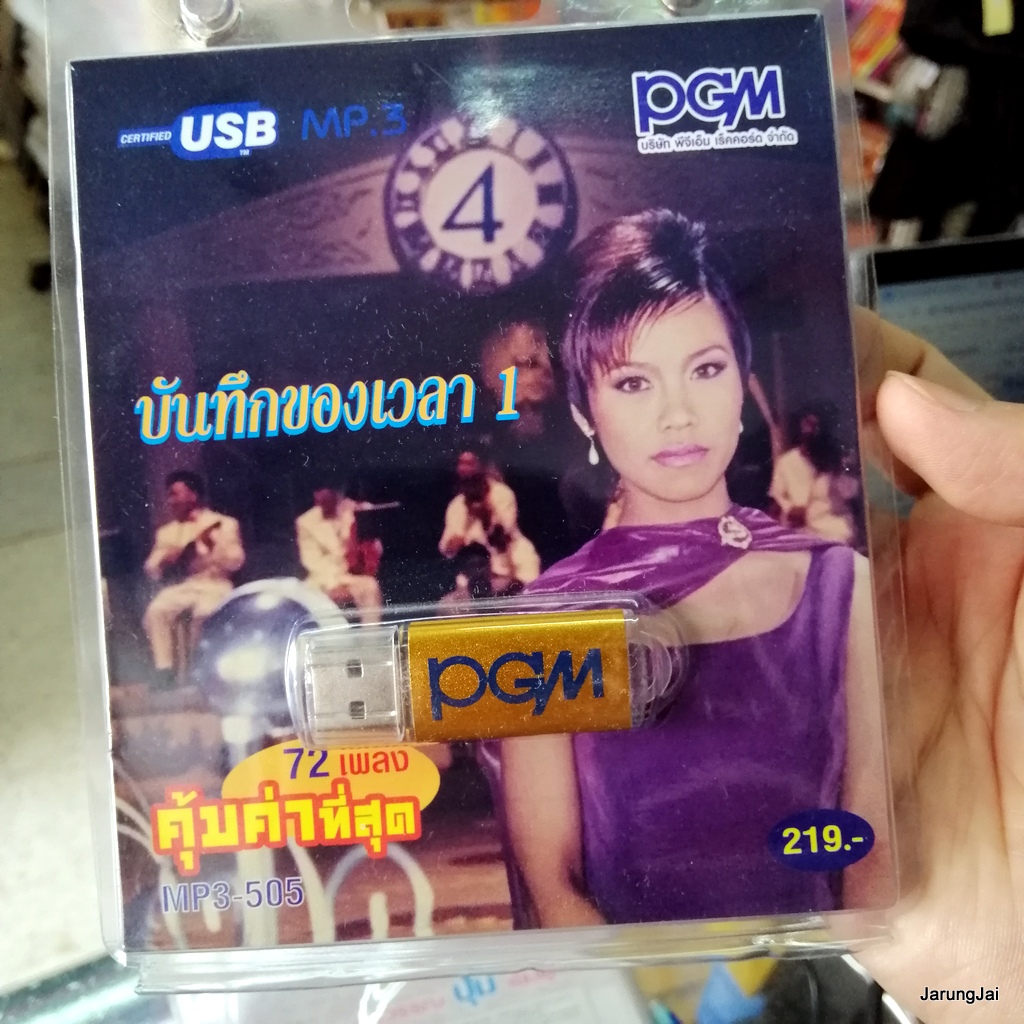 CERTIFIED USB TM MP.3
PGM
บริษัท พีจีเอ็ม เร็คคอร์ด จำกัด
4
บันทึกของเวลา 1
PGM
72 เพลง
คุ้มค่าที่สุด
219.-
MP3-505
JarungJai